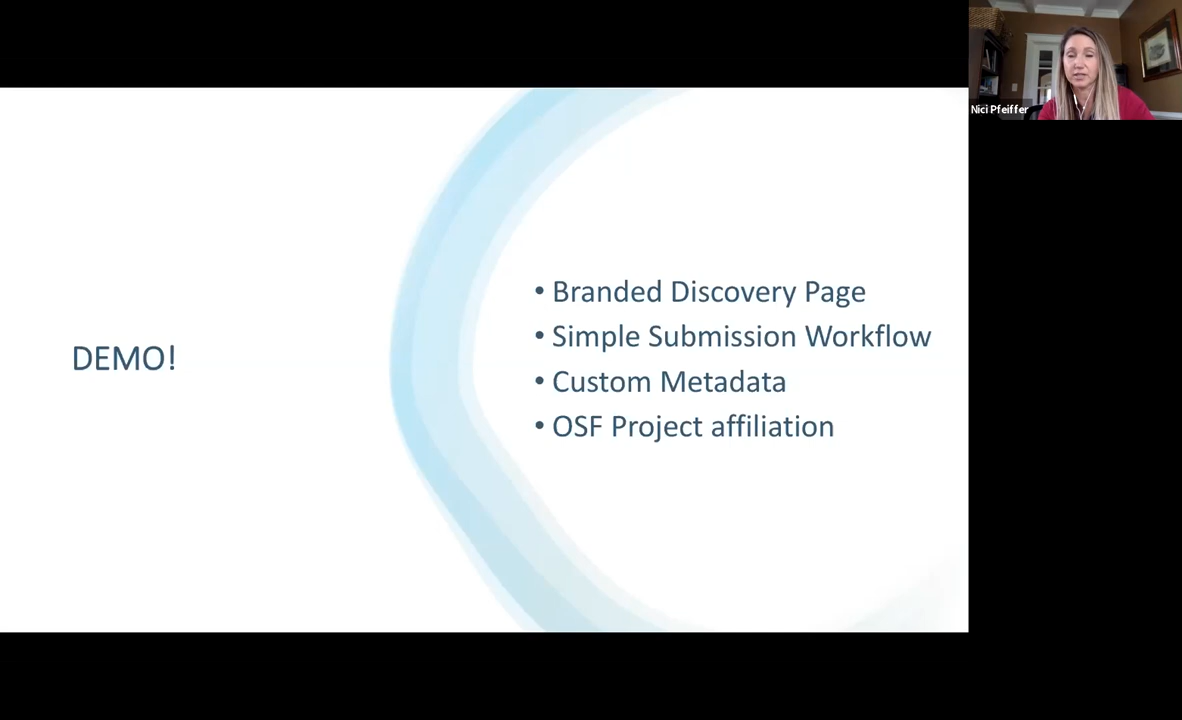 Nici Pfeiffer
DEMO!
• Branded Discovery Page
• Simple Submission Workflow
• Custom Metadata
• OSF Project affiliation